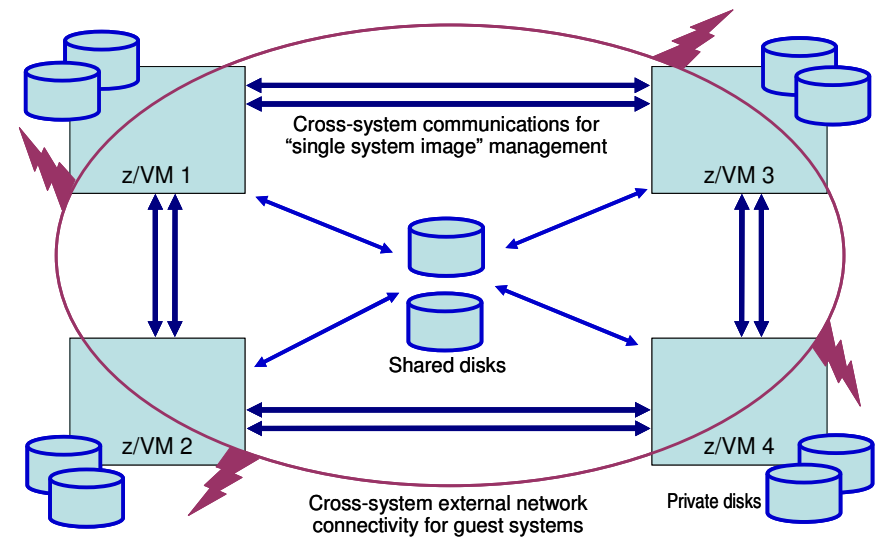 Cross-system communications for
“single system image” management
z/VM 1
z/VM 3
Shared disks
z/VM 2
z/VM 4
Cross-system external network
connectivity for guest systems
Private disks